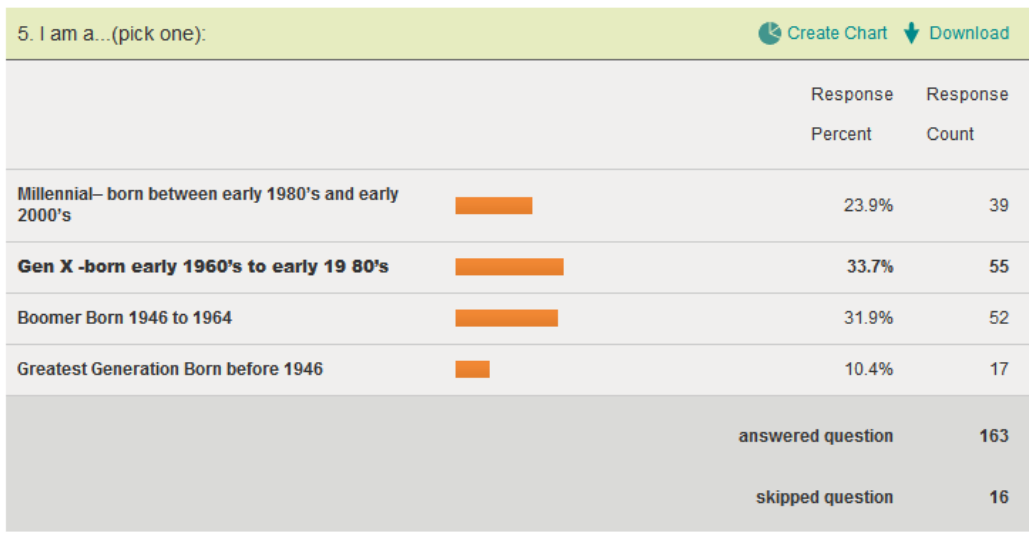 5. I am a...(pick one): Create Chart Download
Response Response
Percent Count
Millennial– born between early 1980's and early
2000's
23.9% 39
Gen X -born early 1960's to early 19 80's 33.7% 55
Boomer Born 1946 to 1964 31.9% 52
Greatest Generation Born before 1946 10.4% 17
answered question 163
skipped question 16